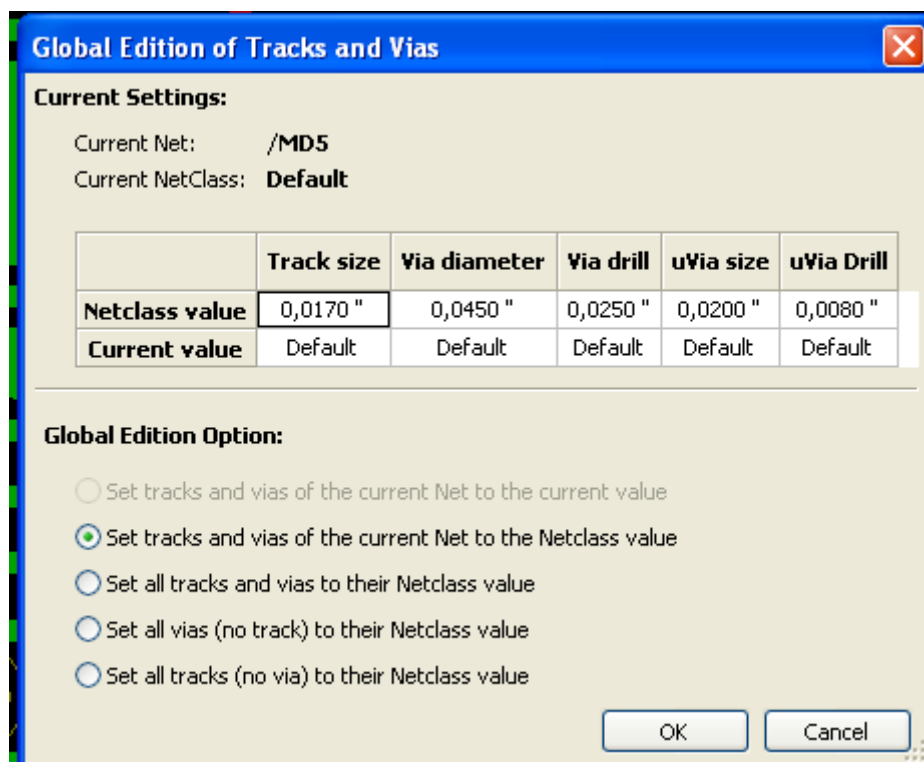 Global Edition of Tracks and Vias
Current Settings:
Current Net: /MD5
Current NetClass: Default
Track size Via diameter Via drill uVia size uVia Drill
Netclass value 0,0170 " 0,0450 " 0,0250 " 0,0200 " 0,0080 "
Current value Default Default Default Default Default
Global Edition Option:
Set tracks and vias of the current Net to the current value
Set tracks and vias of the current Net to the Netclass value
Set all tracks and vias to their Netclass value
Set all vias (no track) to their Netclass value
Set all tracks (no via) to their Netclass value
OK Cancel